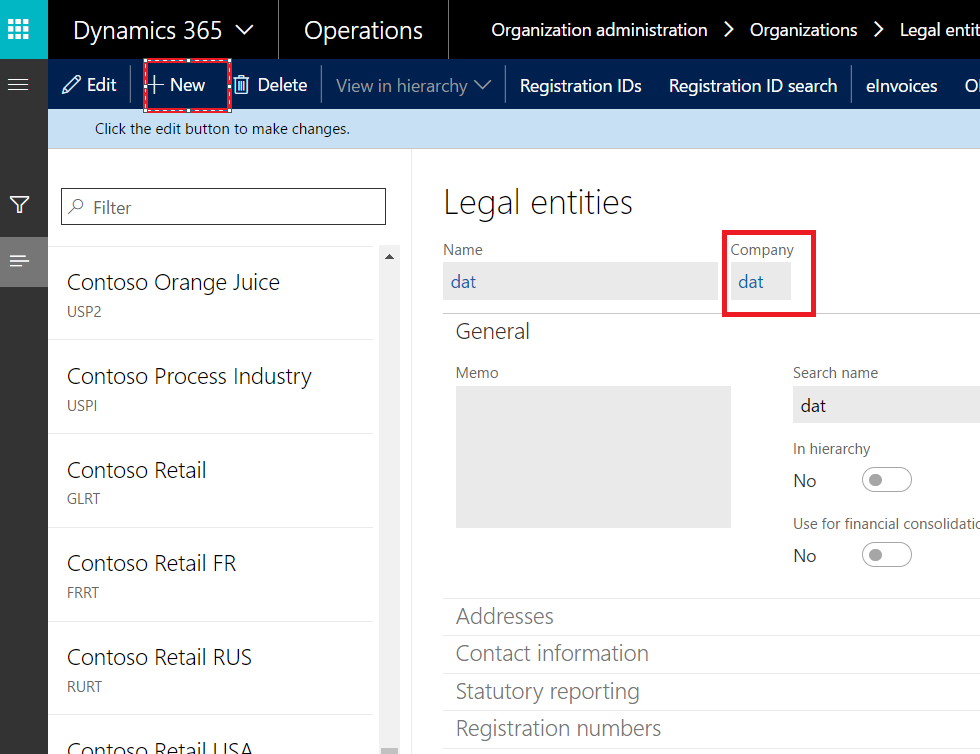 Dynamics 365
Operations
Organization administration > Organizations > Legal entit
Edit
New
Delete
View in hierarchy
Registration IDs
Registration ID search
eInvoices
Click the edit button to make changes.
Filter
Contoso Orange Juice
USP2
Contoso Process Industry
USPI
Contoso Retail
GLRT
Contoso Retail FR
FRRT
Contoso Retail RUS
RURT
Contoso Retail USA
Legal entities
Name
dat
Company
dat
General
Memo
Search name
dat
In hierarchy
No
Use for financial consolidatio
No
Addresses
Contact information
Statutory reporting
Registration numbers